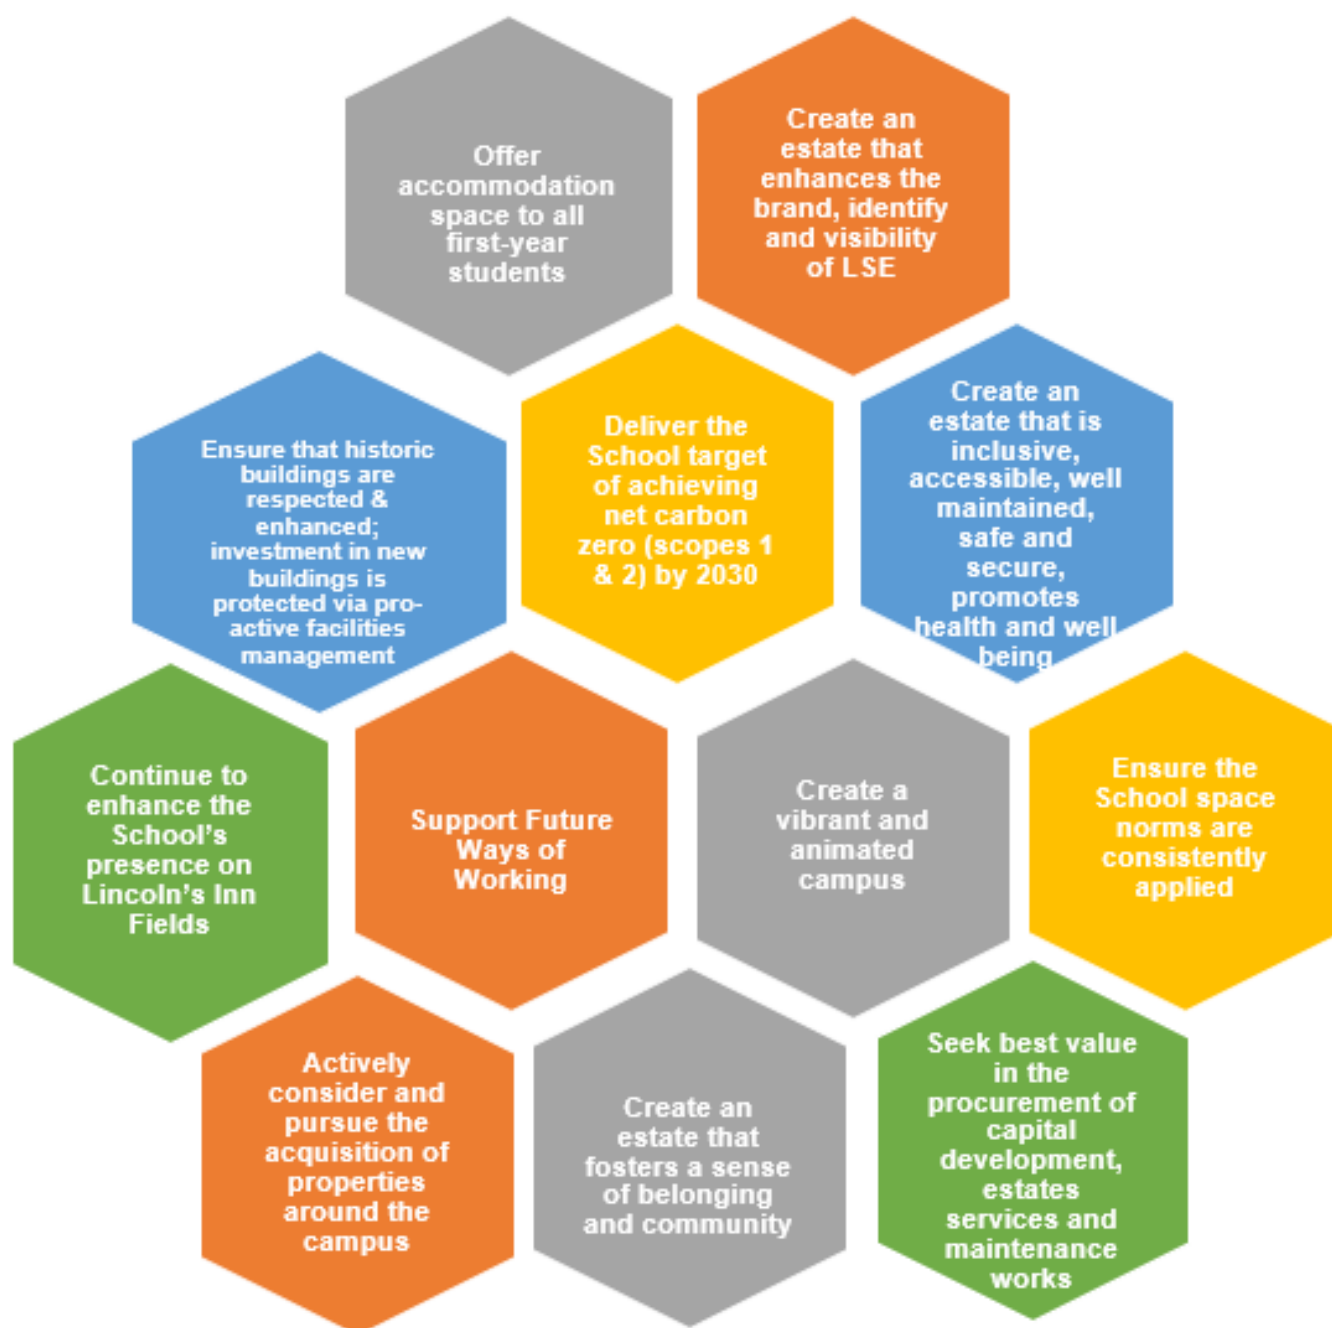 Offer
accommodation
space to all
first-year
students
Create an
estate that
enhances the
brand, identify
and visibility
of LSE
Ensure that historic
buildings are
respected &
enhanced;
investment in new
buildings is
protected via pro-
active facilities
management
Deliver the
School target
of achieving
net carbon
zero (scopes 1
& 2) by 2030
Create an
estate that is
inclusive,
accessible, well
maintained,
safe and
secure,
promotes
health and well
being
Continue to
enhance the
School’s
presence on
Lincoln’s Inn
Fields
Support Future
Ways of
Working
Create a
vibrant and
animated
campus
Ensure the
School space
norms are
consistently
applied
Actively
consider and
pursue the
acquisition of
properties
around the
campus
Create an
estate that
fosters a sense
of belonging
and community
Seek best value
in the
procurement of
capital
development,
estates
services and
maintenance
works